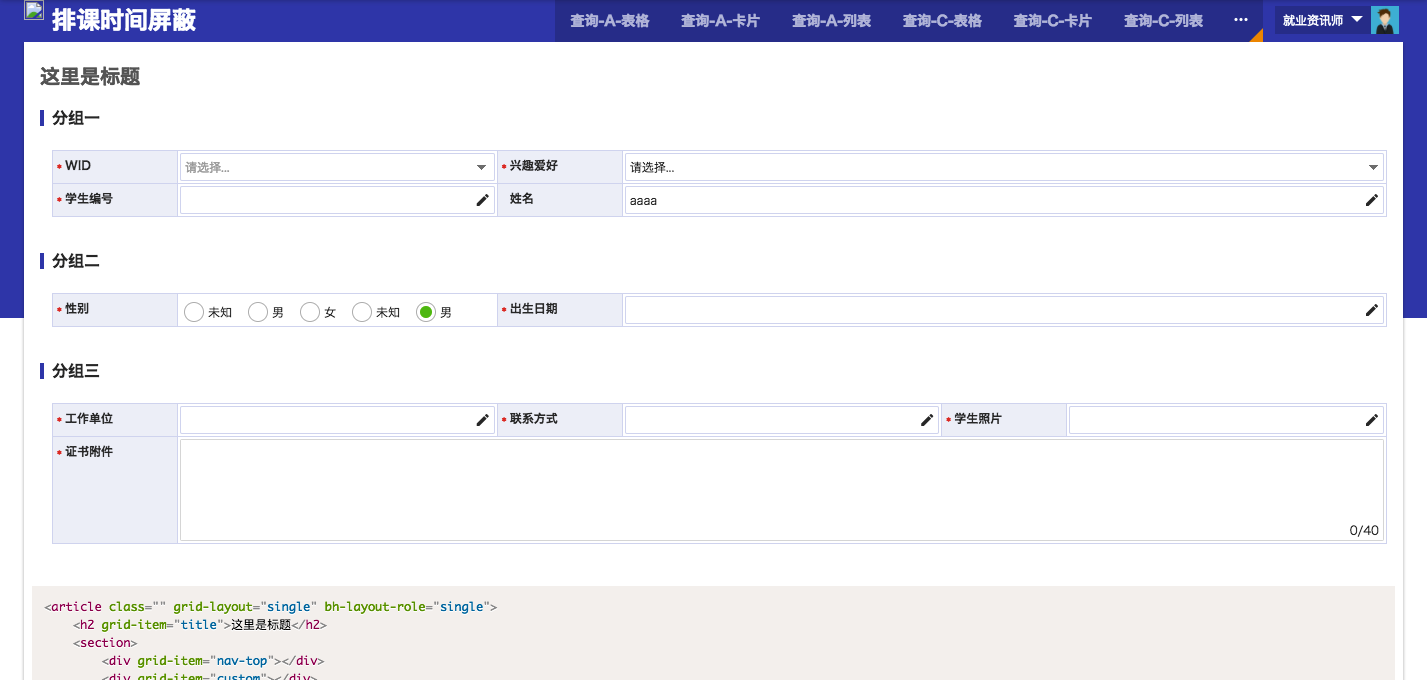 排课时间屏蔽 查询-A-表格 查询-A-卡片 查询-A-列表 查询-C-表格 查询-C-卡片 查询-C-列表 ··· 就业资讯师
这里是标题
分组一
* WID 请选择... * 兴趣爱好 请选择...
* 学生编号 姓名 aaaa
分组二
* 性别 未知 男 女 未知 男 * 出生日期
分组三
* 工作单位 * 联系方式 * 学生照片
* 证书附件
0/40
<article class="" grid-layout="single" bh-layout-role="single">
<h2 grid-item="title">这里是标题</h2>
<section>
<div grid-item="nav-top"></div>
<div grid-item="custom"></div>